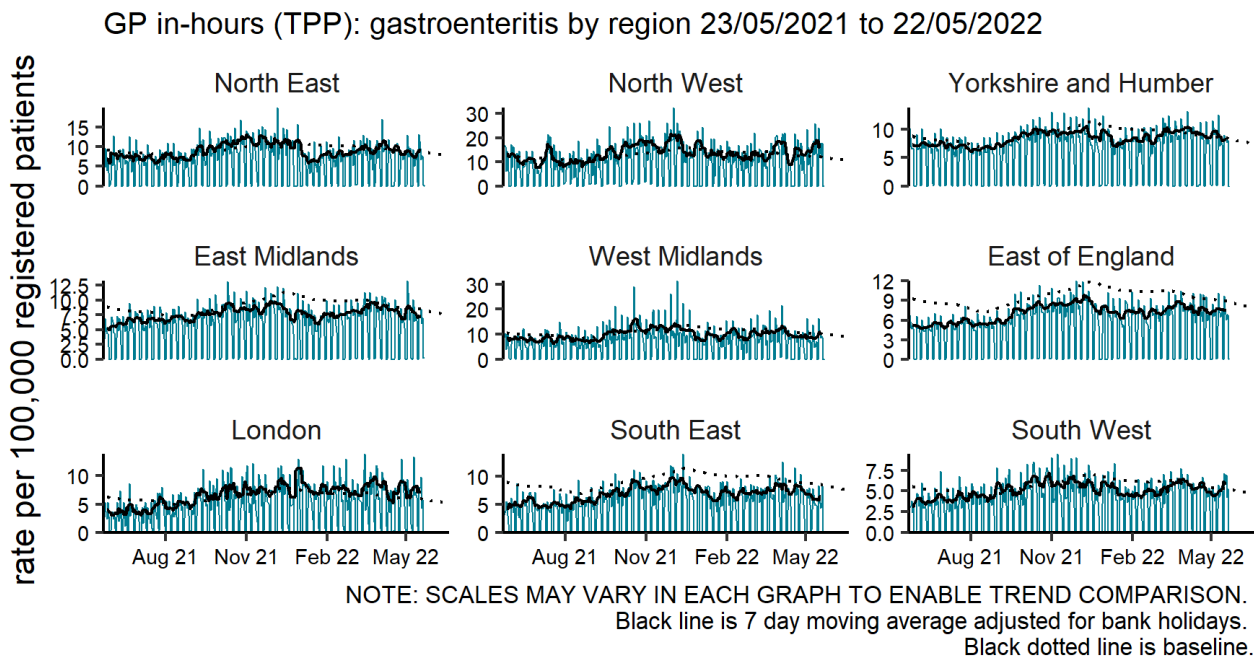 GP in-hours (TPP): gastroenteritis by region 23/05/2021 to 22/05/2022
rate per 100,000 registered patients
North East
15
10
5
0
North West
30
20
10
0
Yorkshire and Humber
10
5
0
East Midlands
12.5
10.0
7.5
5.0
2.5
0.0
West Midlands
30
20
10
0
East of England
12
9
6
3
0
London
10
5
0
Aug 21 Nov 21 Feb 22 May 22
South East
10
5
0
Aug 21 Nov 21 Feb 22 May 22
South West
7.5
5.0
2.5
0.0
Aug 21 Nov 21 Feb 22 May 22
NOTE: SCALES MAY VARY IN EACH GRAPH TO ENABLE TREND COMPARISON.
Black line is 7 day moving average adjusted for bank holidays.
Black dotted line is baseline.